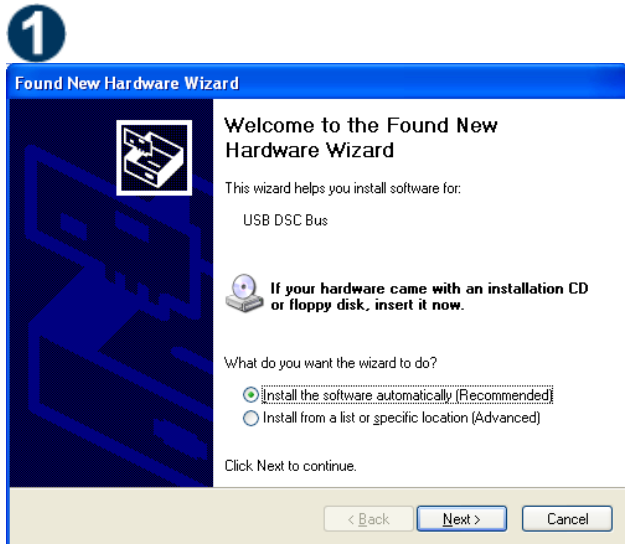 1
Found New Hardware Wizard
Welcome to the Found New
Hardware Wizard
This wizard helps you install software for:
USB DSC Bus
If your hardware came with an installation CD
or floppy disk, insert it now.
What do you want the wizard to do?
Install the software automatically (Recommended)
Install from a list or specific location (Advanced)
Click Next to continue.
< Back Next > Cancel